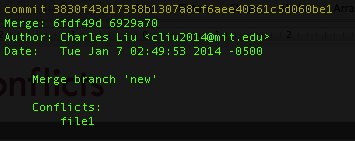 commit 3830f43d17358b1307a8cf6aee40361c5d060be1
Merge: 6fdf49d 6929a70
Author: Charles Liu <cliu2014@mit.edu>
Date:   Tue Jan 7 02:49:53 2014 -0500
    Merge branch 'new'
    Conflicts:
        file1